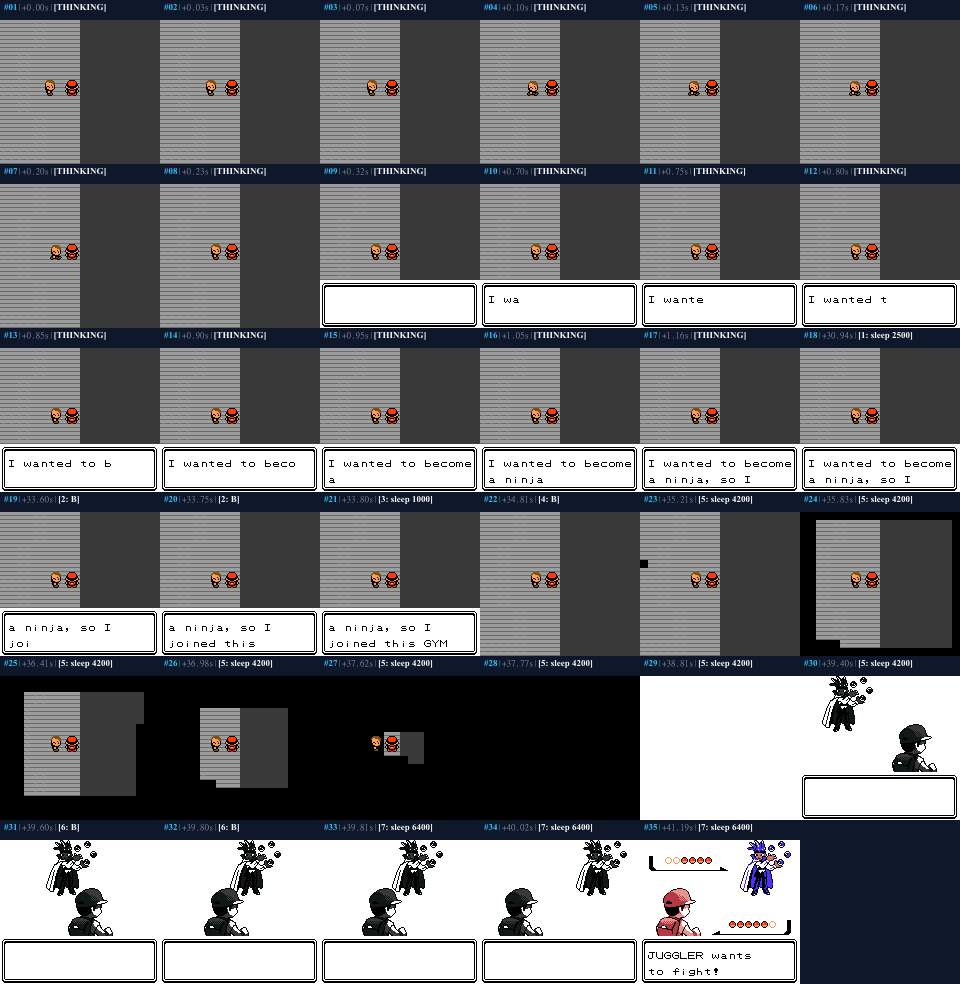 #01|+0.00s|[THINKING]
#02|+0.03s|[THINKING]
#03|+0.07s|[THINKING]
#04|+0.10s|[THINKING]
#05|+0.13s|[THINKING]
#06|+0.17s|[THINKING]
#07|+0.20s|[THINKING]
#08|+0.23s|[THINKING]
#09|+0.32s|[THINKING]
#10|+0.70s|[THINKING]
I wa
#11|+0.75s|[THINKING]
I wante
#12|+0.80s|[THINKING]
I wanted t
#13|+0.85s|[THINKING]
I wanted to b
#14|+0.90s|[THINKING]
I wanted to beco
#15|+0.95s|[THINKING]
I wanted to become
a
#16|+1.05s|[THINKING]
I wanted to become
a ninja
#17|+1.16s|[THINKING]
I wanted to become
a ninja, so I
#18|+30.94s|[1: sleep 2500]
I wanted to become
a ninja, so I
#19|+33.60s|[2: B]
a ninja, so I
joi
#20|+33.75s|[2: B]
a ninja, so I
joined this
#21|+33.80s|[3: sleep 1000]
a ninja, so I
joined this GYM
#22|+34.81s|[4: B]
#23|+35.21s|[5: sleep 4200]
#24|+35.83s|[5: sleep 4200]
#25|+36.41s|[5: sleep 4200]
#26|+36.98s|[5: sleep 4200]
#27|+37.62s|[5: sleep 4200]
#28|+37.77s|[5: sleep 4200]
#29|+38.81s|[5: sleep 4200]
#30|+39.40s|[5: sleep 4200]
#31|+39.60s|[6: B]
#32|+39.80s|[6: B]
#33|+39.81s|[7: sleep 6400]
#34|+40.02s|[7: sleep 6400]
#35|+41.19s|[7: sleep 6400]
JUGGLER wants
to fight!